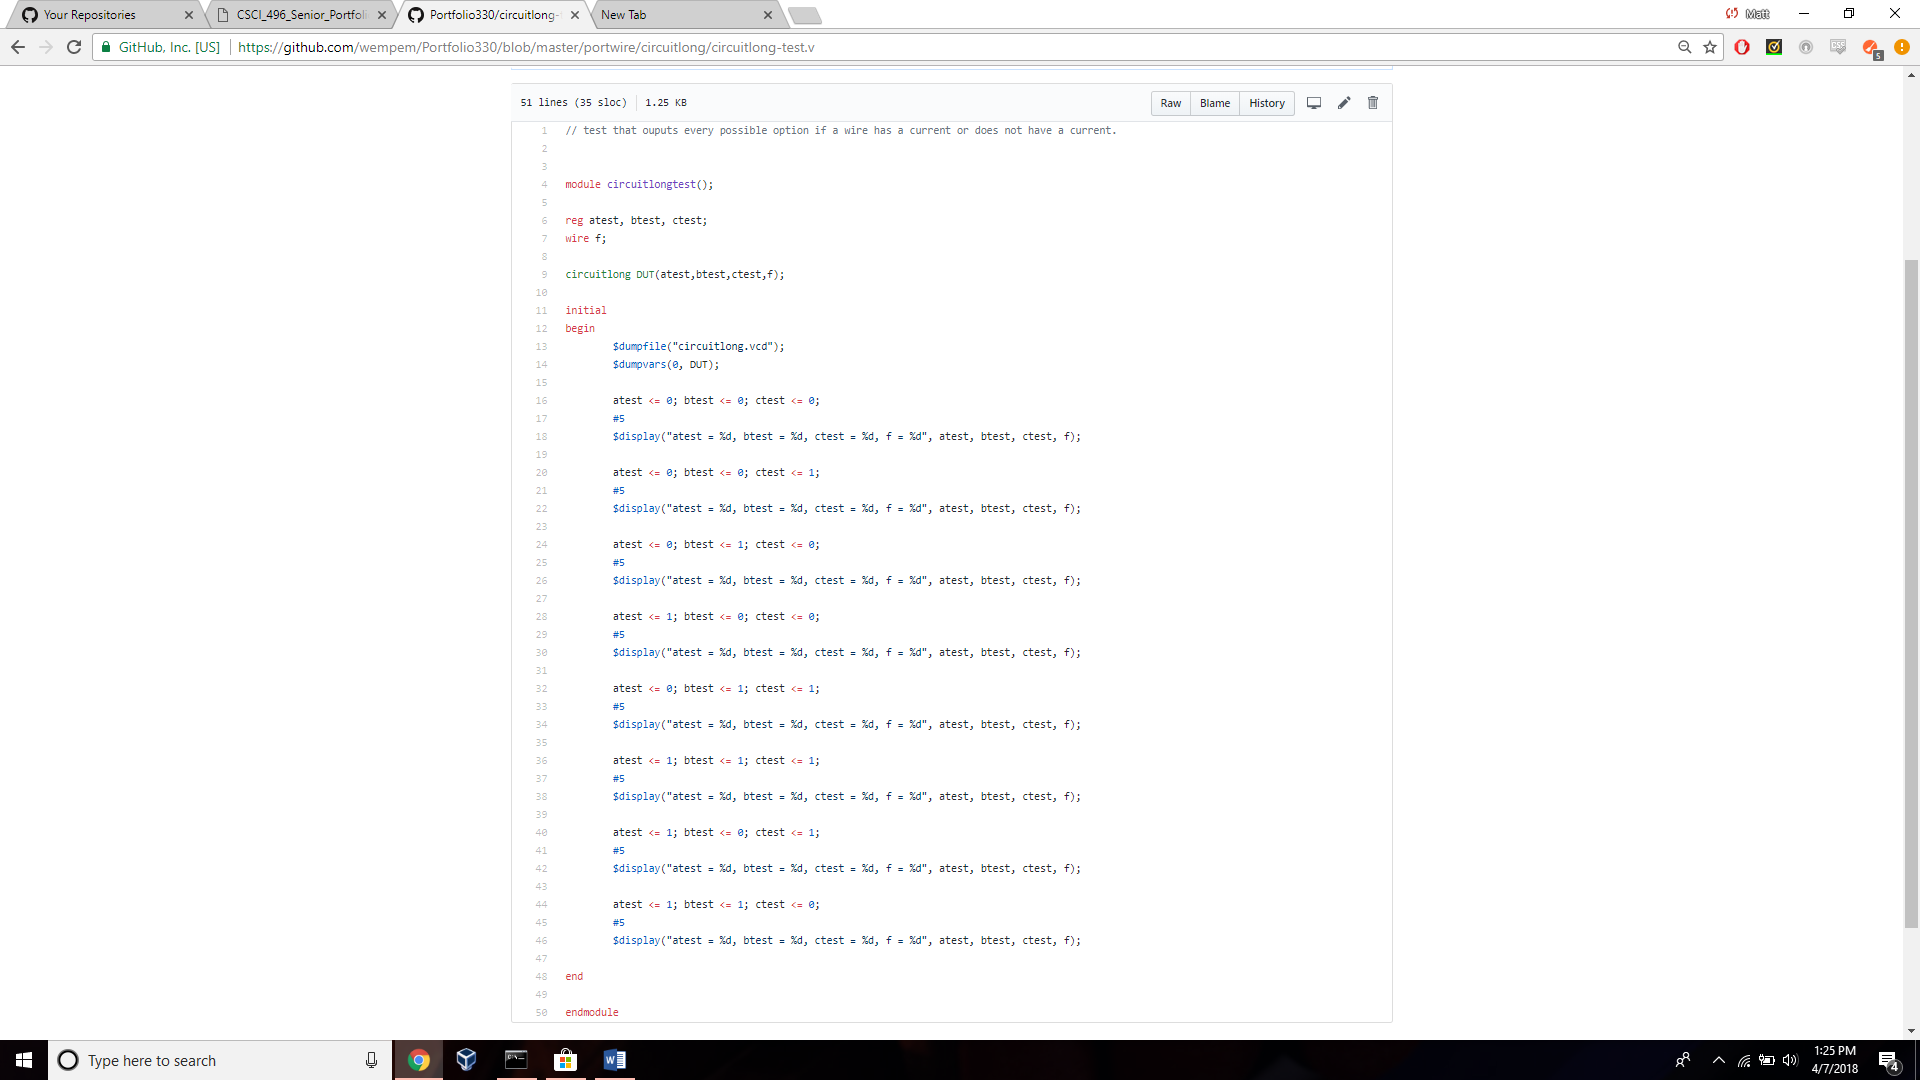 Your Repositories
CSCI_496_Senior_Portfoli
Portfolio330/circuitlong-
New Tab
Matt
GitHub, Inc. [US]
https://github.com/wempem/Portfolio330/blob/master/portwire/circuitlong/circuitlong-test.v
5
51 lines (35 sloc)
1.25 KB
Raw
Blame
History
1 // test that ouputs every possible option if a wire has a current or does not have a current.
2
3
4 module circuitlongtest();
5
6 reg atest, btest, ctest;
7 wire f;
8
9 circuitlong DUT(atest,btest,ctest,f);
10
11 initial
12 begin
13 $dumpfile("circuitlong.vcd");
14 $dumpvars(0, DUT);
15
16 atest <= 0; btest <= 0; ctest <= 0;
17 #5
18 $display("atest = %d, btest = %d, ctest = %d, f = %d", atest, btest, ctest, f);
19
20 atest <= 0; btest <= 0; ctest <= 1;
21 #5
22 $display("atest = %d, btest = %d, ctest = %d, f = %d", atest, btest, ctest, f);
23
24 atest <= 0; btest <= 1; ctest <= 0;
25 #5
26 $display("atest = %d, btest = %d, ctest = %d, f = %d", atest, btest, ctest, f);
27
28 atest <= 1; btest <= 0; ctest <= 0;
29 #5
30 $display("atest = %d, btest = %d, ctest = %d, f = %d", atest, btest, ctest, f);
31
32 atest <= 0; btest <= 1; ctest <= 1;
33 #5
34 $display("atest = %d, btest = %d, ctest = %d, f = %d", atest, btest, ctest, f);
35
36 atest <= 1; btest <= 1; ctest <= 1;
37 #5
38 $display("atest = %d, btest = %d, ctest = %d, f = %d", atest, btest, ctest, f);
39
40 atest <= 1; btest <= 0; ctest <= 1;
41 #5
42 $display("atest = %d, btest = %d, ctest = %d, f = %d", atest, btest, ctest, f);
43
44 atest <= 1; btest <= 1; ctest <= 0;
45 #5
46 $display("atest = %d, btest = %d, ctest = %d, f = %d", atest, btest, ctest, f);
47
48 end
49
50 endmodule
Type here to search
1:25 PM
4/7/2018
4